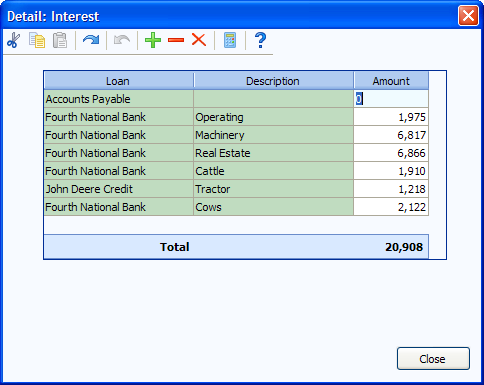 Detail: Interest
Loan Description Amount
Accounts Payable 0
Fourth National Bank Operating 1,975
Fourth National Bank Machinery 6,817
Fourth National Bank Real Estate 6,866
Fourth National Bank Cattle 1,910
John Deere Credit Tractor 1,218
Fourth National Bank Cows 2,122
Total 20,908
Close